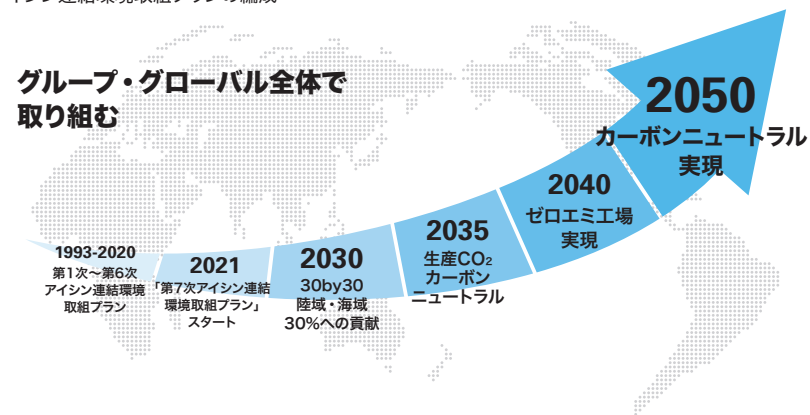 グループ・グローバル全体で
取り組む
1993-2020
第1次～第6次
アイシン連結環境
取組プラン
2021
「第7次アイシン連結
環境取組プラン」
スタート
2030
30by30
陸域・海域
30%への貢献
2035
生産CO₂
カーボン
ニュートラル
2040
ゼロエミ工場
実現
2050
カーボンニュートラル
実現